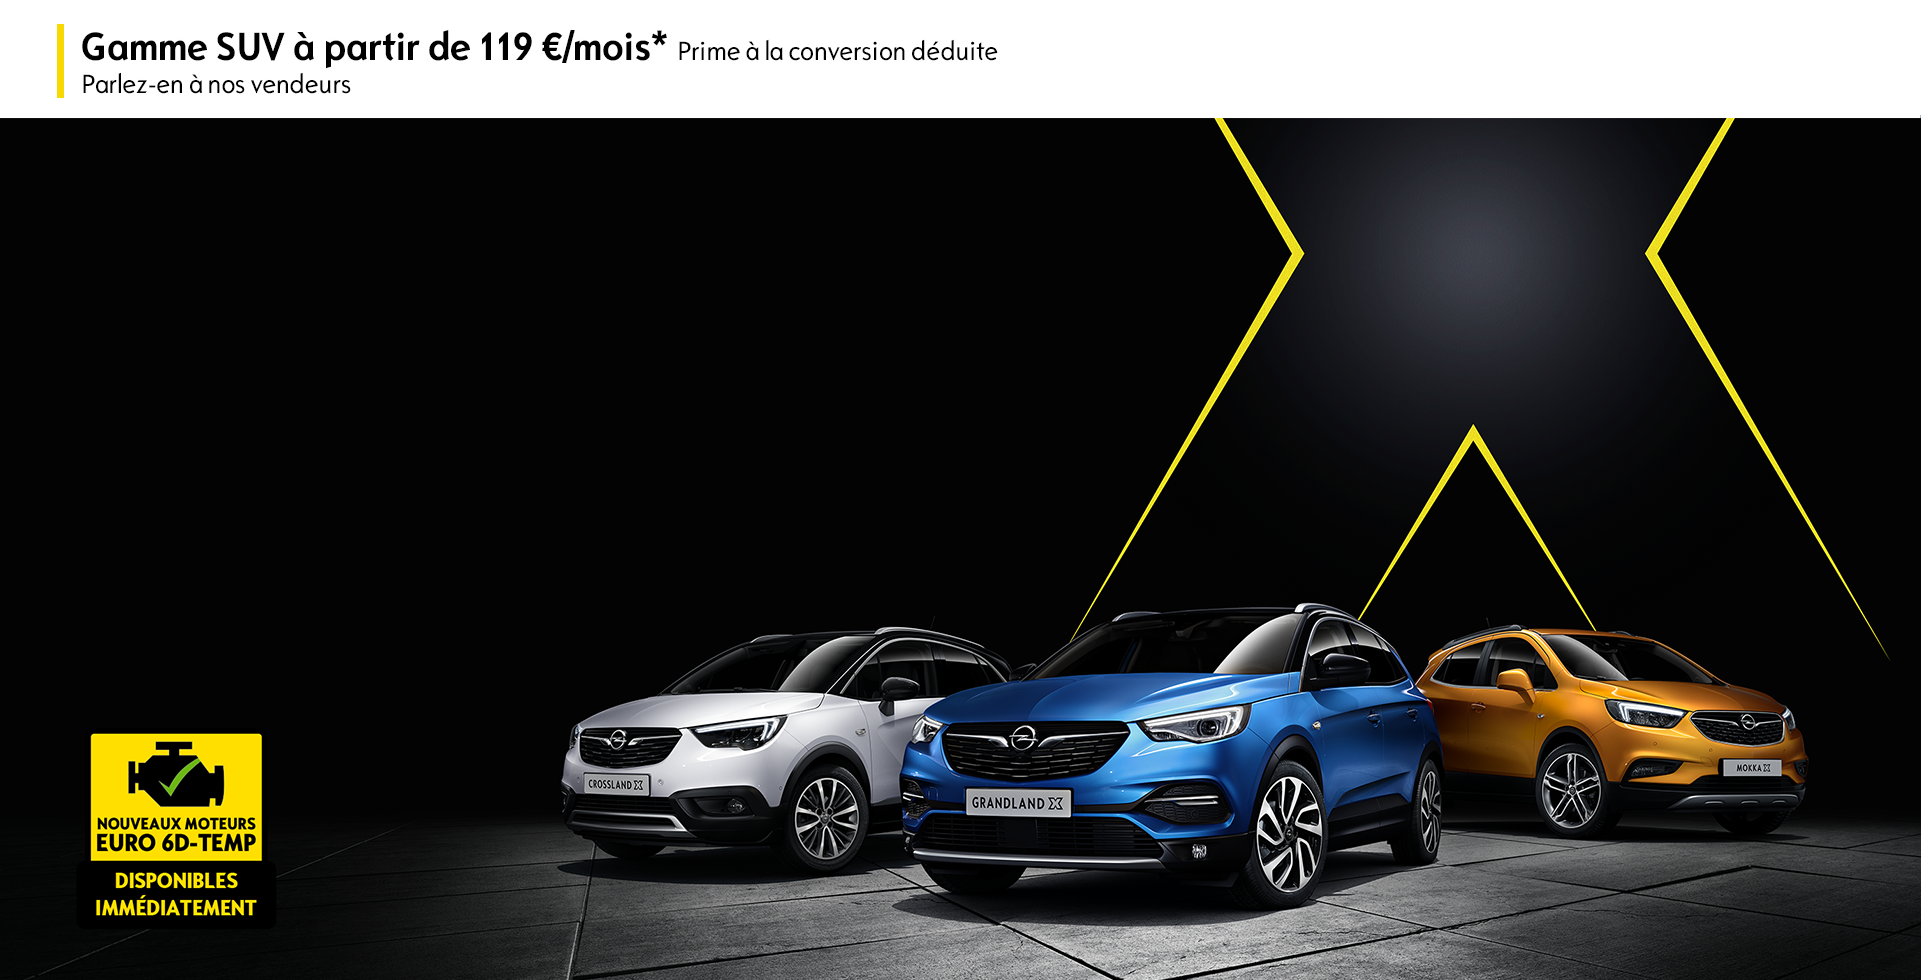 Gamme SUV à partir de 119 €/mois* Prime à la conversion déduite
Parlez-en à nos vendeurs
CROSSLAND X
GRANDLAND X
MOKKA X
NOUVEAUX MOTEURS
EURO 6D-TEMP
DISPONIBLES
IMMÉDIATEMENT